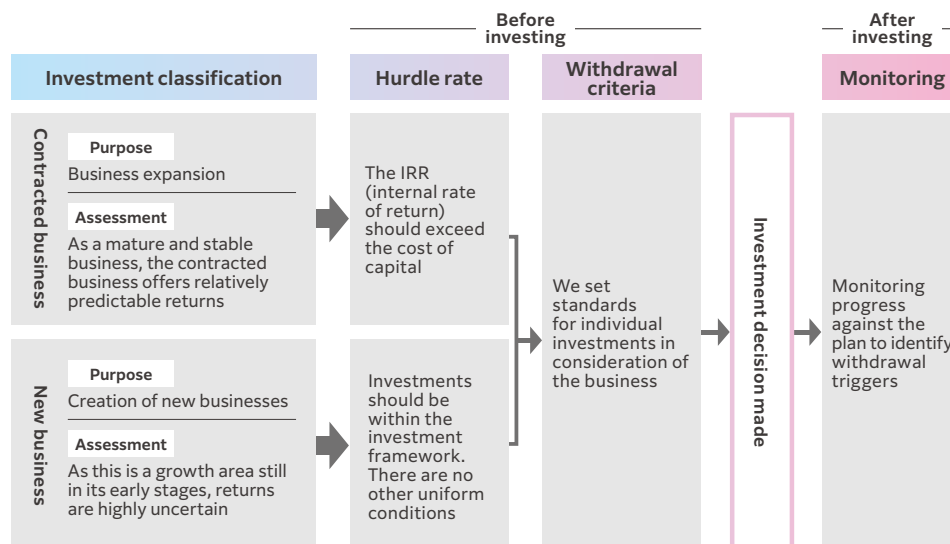 Before
investing
After
investing
Investment classification
Hurdle rate
Withdrawal
criteria
Monitoring
Contracted business
Purpose
Business expansion
Assessment
As a mature and stable
business, the contracted
business offers relatively
predictable returns
The IRR
(internal rate
of return)
should exceed
the cost of
capital
New business
Purpose
Creation of new businesses
Assessment
As this is a growth area still
in its early stages, returns
are highly uncertain
Investments
should be
within the
investment
framework.
There are no
other uniform
conditions
We set
standards
for individual
investments in
consideration of
the business
Investment decision made
Monitoring
progress
against the
plan to identify
withdrawal
triggers